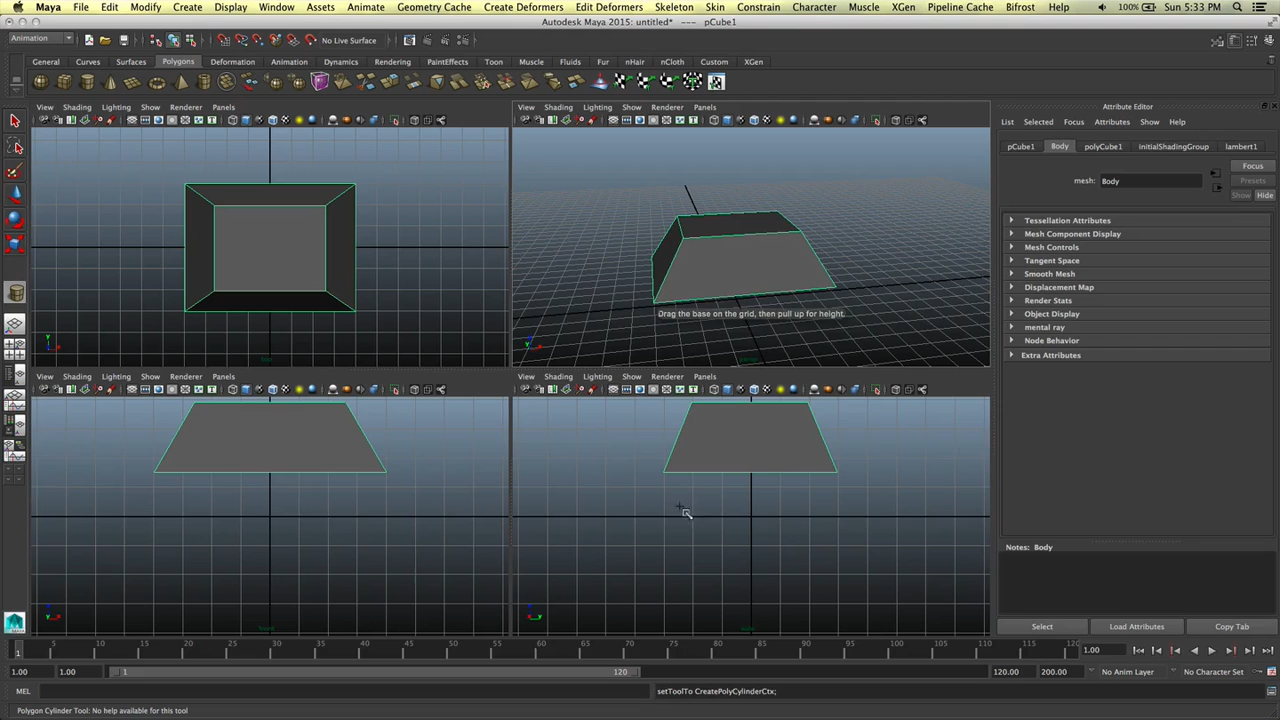 Maya File Edit Modify Create Display Window Assets Animate Geometry Cache Create Deformers Edit Deformers Skeleton Skin Constrain Character Muscle XGen Pipeline Cache Bifrost Help 100% Sun 5:33 PM
Autodesk Maya 2015: untitled* --- pCube1
Animation No Live Surface
General Curves Surfaces Polygons Deformation Animation Dynamics Rendering PaintEffects Toon Muscle Fluids Fur nHair nCloth Custom XGen
View Shading Lighting Show Renderer Panels
View Shading Lighting Show Renderer Panels
Attribute Editor
List Selected Focus Attributes Show Help
pCube1 Body polyCube1 initialShadingGroup lambert1
mesh: Body
Focus
Presets
Show Hide
Tessellation Attributes
Mesh Component Display
Mesh Controls
Tangent Space
Smooth Mesh
Displacement Map
Render Stats
Object Display
mental ray
Node Behavior
Extra Attributes
Drag the base on the grid, then pull up for height.
top
View Shading Lighting Show Renderer Panels
View Shading Lighting Show Renderer Panels
Notes: Body
Select Load Attributes Copy Tab
1 5 10 15 20 25 30 35 40 45 50 55 60 65 70 75 80 85 90 95 100 105 110 115 120 1.00
1.00 1.00 1 120 120.00 200.00 No Anim Layer No Character Set
MEL setToolTo CreatePolyCylinderCtx;
Polygon Cylinder Tool: No help available for this tool